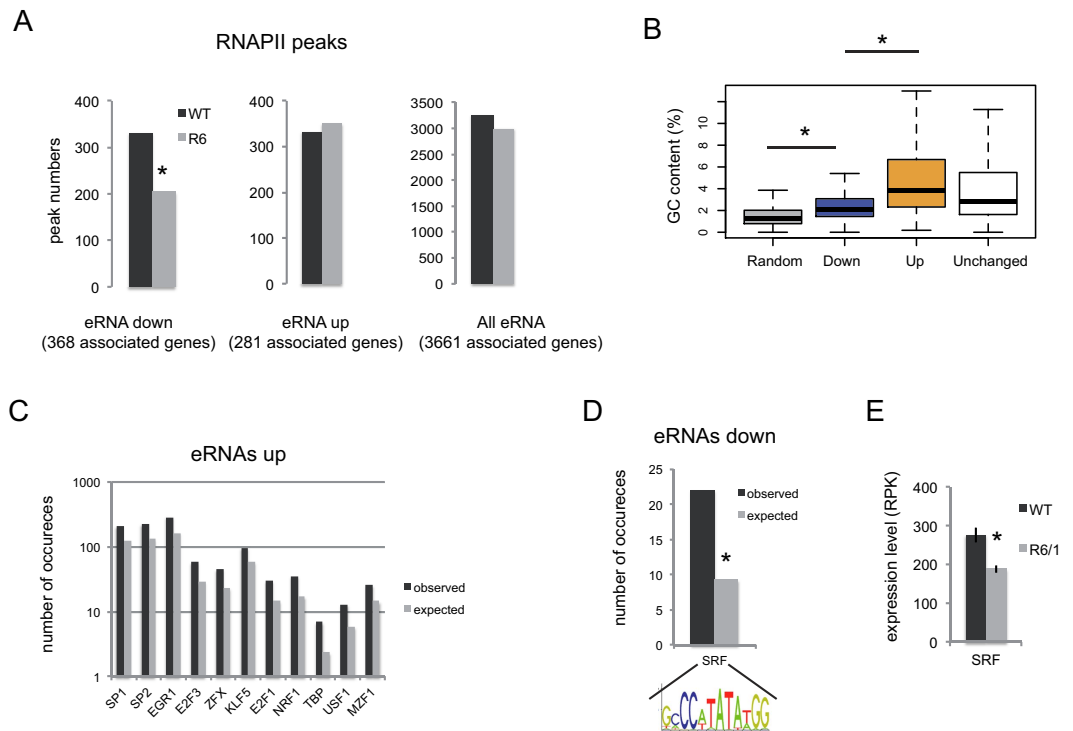 A
RNAPII peaks
peak numbers
400
300
200
100
0
WT
R6
*
eRNA down
(368 associated genes)
400
300
200
100
0
eRNA up
(281 associated genes)
3500
3000
2500
2000
1500
1000
500
0
All eRNA
(3661 associated genes)
B
GC content (%)
0 2 4 6 8 10
*
*
Random Down Up Unchanged
C
eRNAs up
number of occureces
1000
100
10
1
SP1 SP2 EGR1 E2F3 ZFX KLF5 E2F1 NRF1 TBP USF1 MZF1
observed
expected
D
eRNAs down
number of occureces
25
20
15
10
5
0
observed
expected
*
SRF
GCCCATATATGG
E
expression level (RPK)
400
300
200
100
0
WT
R6/1
*
SRF